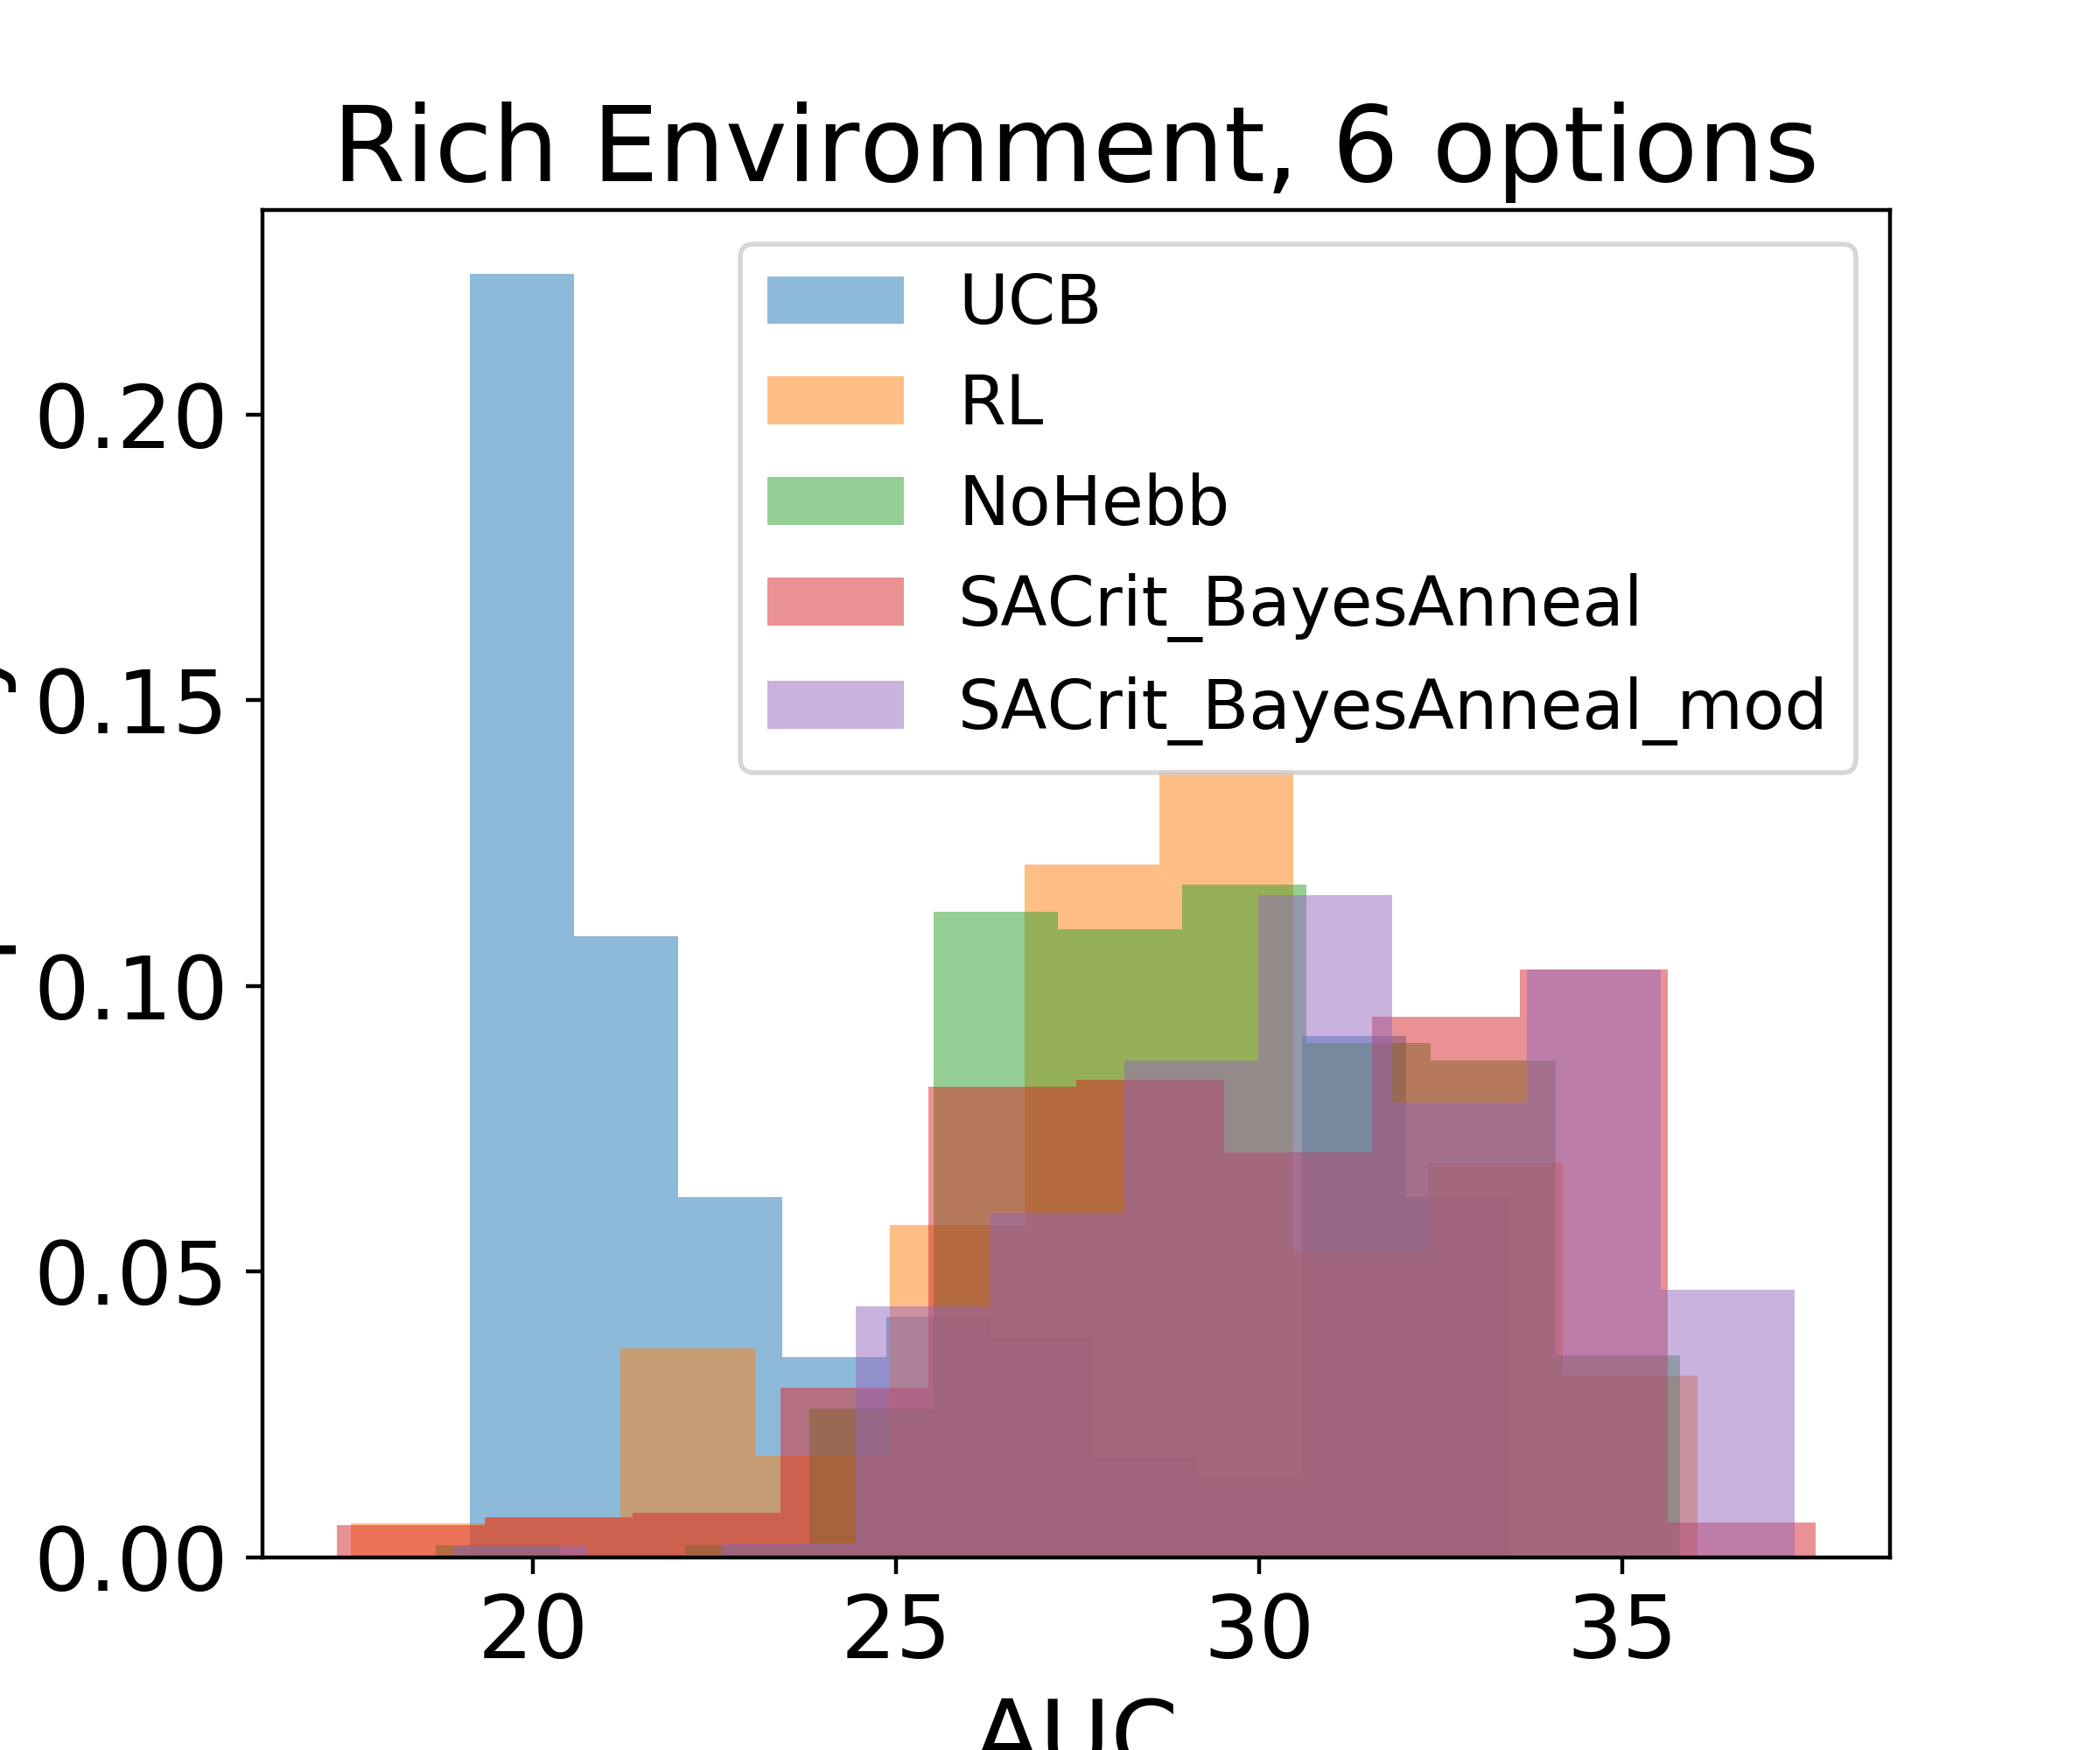 Rich Environment, 6 options
UCB
RL
NoHebb
SACrit_BayesAnneal
SACrit_BayesAnneal_mod
0.20
0.15
0.10
0.05
0.00
20 25 30 35
AUC